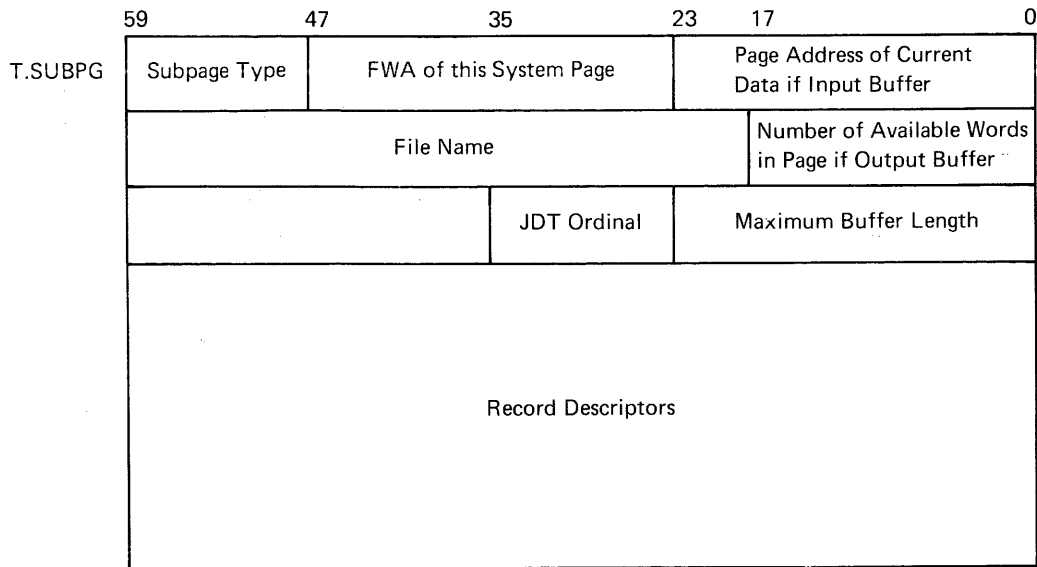 59 47 35 23 17 0
T.SUBPG Subpage Type FWA of this System Page Page Address of Current
Data if Input Buffer
File Name Number of Available Words
in Page if Output Buffer
JDT Ordinal Maximum Buffer Length
Record Descriptors